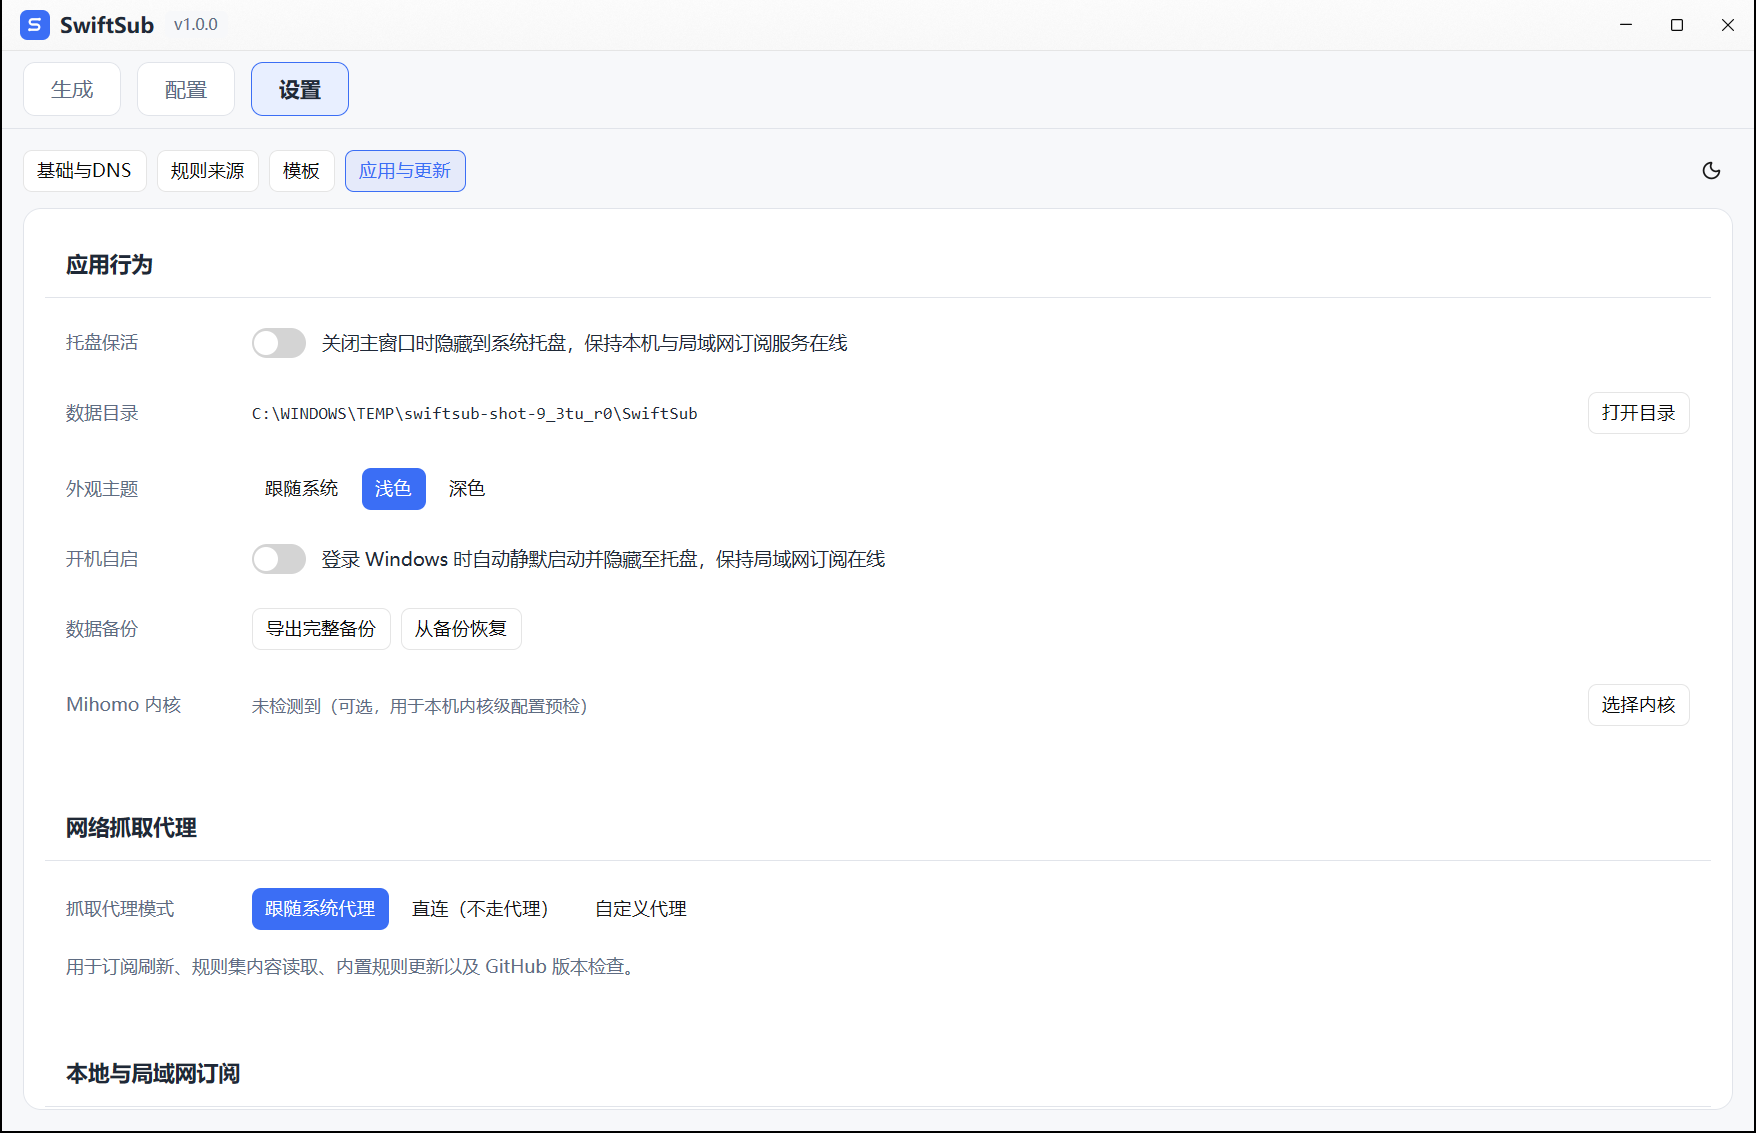 S SwiftSub v1.0.0
生成 配置 设置
基础与DNS 规则来源 模板 应用与更新
应用行为
托盘保活 关闭主窗口时隐藏到系统托盘，保持本机与局域网订阅服务在线
数据目录 C:\WINDOWS\TEMP\swiftsub-shot-9_3tu_r0\SwiftSub 打开目录
外观主题 跟随系统 浅色 深色
开机自启 登录 Windows 时自动静默启动并隐藏至托盘，保持局域网订阅在线
数据备份 导出完整备份 从备份恢复
Mihomo 内核 未检测到（可选，用于本机内核级配置预检） 选择内核
网络抓取代理
抓取代理模式 跟随系统代理 直连（不走代理） 自定义代理
用于订阅刷新、规则集内容读取、内置规则更新以及 GitHub 版本检查。
本地与局域网订阅